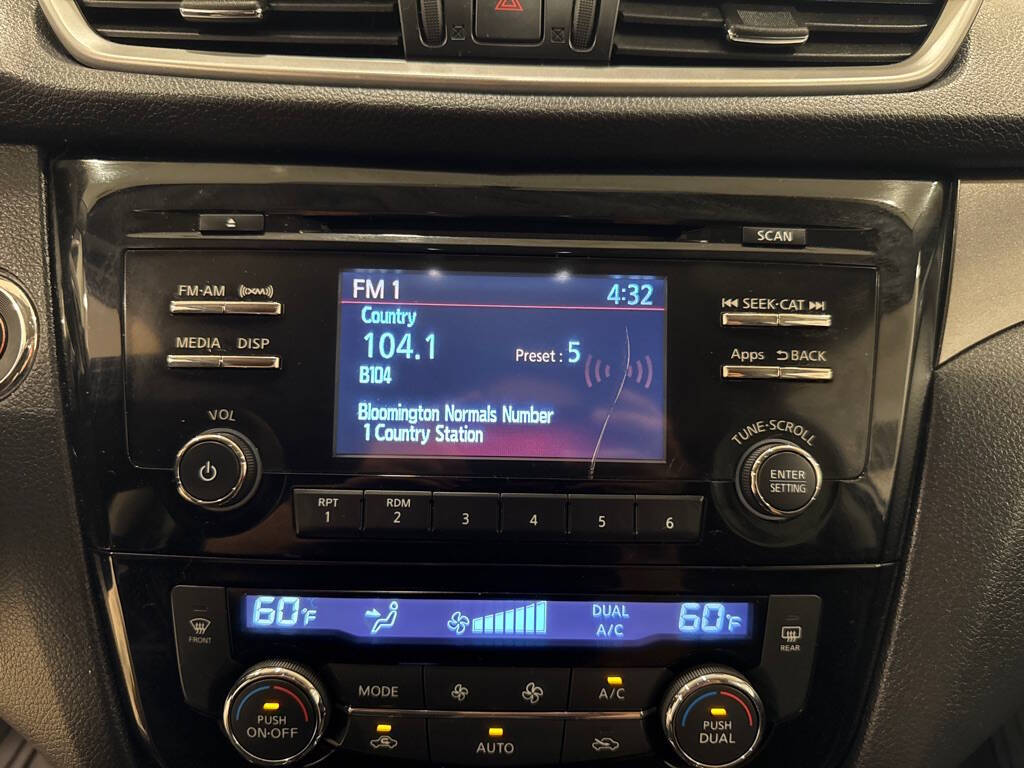 SCAN
FM·AM ((XM))
MEDIA DISP
VOL
FM 1 4:32
Country
104.1
Preset : 5
B104
Bloomington Normals Number
1 Country Station
SEEK·CAT
Apps BACK
TUNE·SCROLL
ENTER
SETTING
RPT
1
RDM
2
3
4
5
6
FRONT
60°F
DUAL
A/C
60°F
REAR
PUSH
ON·OFF
MODE
A/C
AUTO
PUSH
DUAL